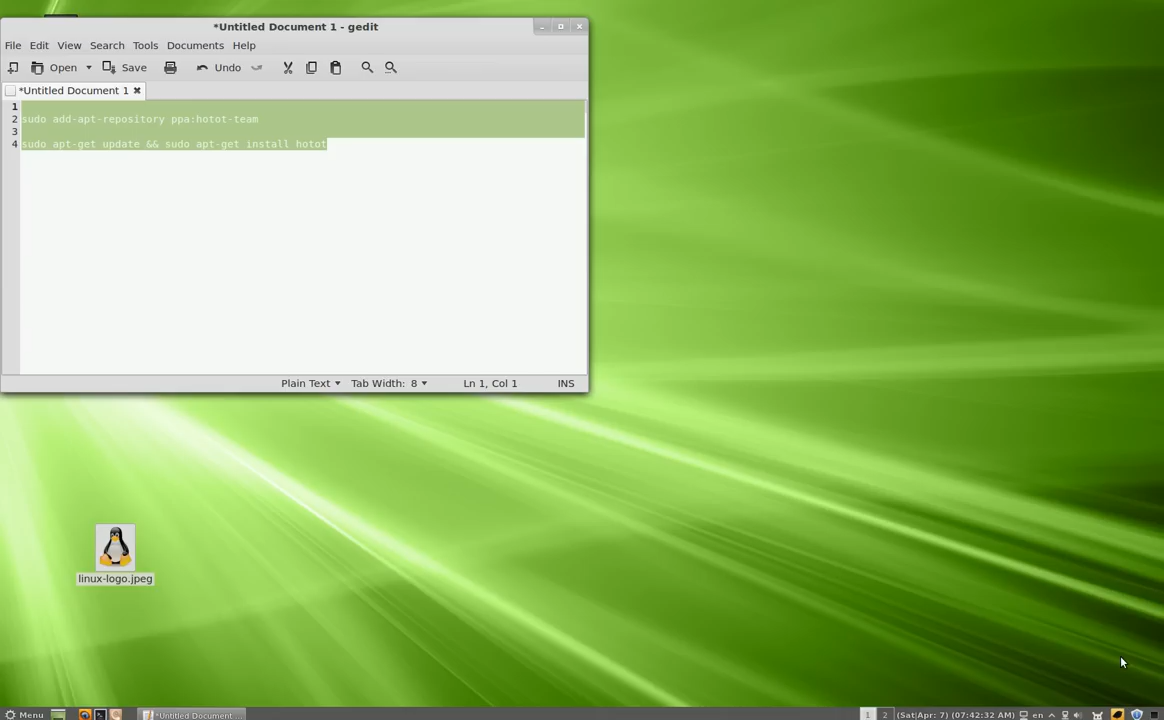 *Untitled Document 1 - gedit
File Edit View Search Tools Documents Help
Open Save Undo
*Untitled Document 1
1
2 sudo add-apt-repository ppa:hotot-team
3
4 sudo apt-get update && sudo apt-get install hotot
Plain Text Tab Width: 8 Ln 1, Col 1 INS
linux-logo.jpeg
Menu *Untitled Document... 1 2 (Sat|Apr: 7) (07:42:32 AM) en